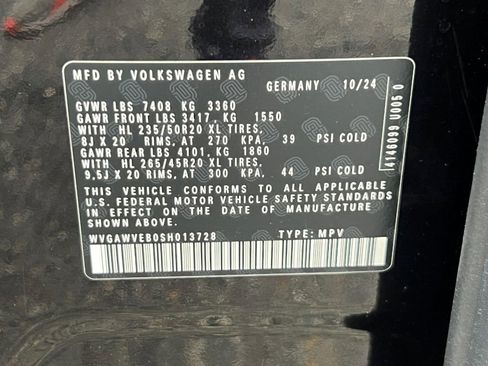 MFD BY VOLKSWAGEN AG
GERMANY 10/24
GVWR LBS 7408 KG 3360
GAWR FRONT LBS 3417, KG 1550
WITH HL 235/50R20 XL TIRES,
8J X 20 RIMS, AT 270 KPA, 39 PSI COLD
GAWR REAR LBS 4101, KG 1860
WITH HL 265/45R20 XL TIRES,
9.5J X 20 RIMS, AT 300 KPA, 44 PSI COLD
THIS VEHICLE CONFORMS TO ALL APPLICABLE
U.S. FEDERAL MOTOR VEHICLE SAFETY STANDARDS
IN EFFECT ON THE DATE OF MANUFACTURE
SHOWN ABOVE.
WVGAWVEB0SH013728 TYPE: MPV
4146099 U005 0